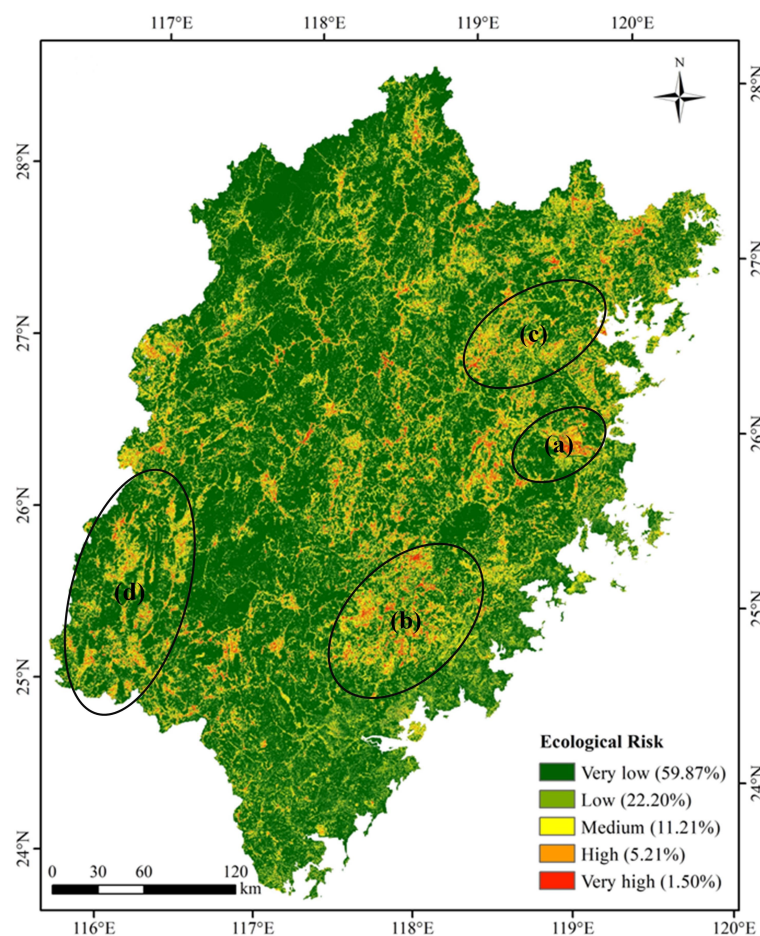 117°E 118°E 119°E 120°E
N
28°N
28°N
27°N
27°N
(c)
26°N
(a)
26°N
(d)
25°N
(b)
25°N
Ecological Risk
Very low (59.87%)
24°N
Low (22.20%)
Medium (11.21%)
24°N
High (5.21%)
0 30 60 120
km
Very high (1.50%)
116°E 117°E 118°E 119°E 120°E